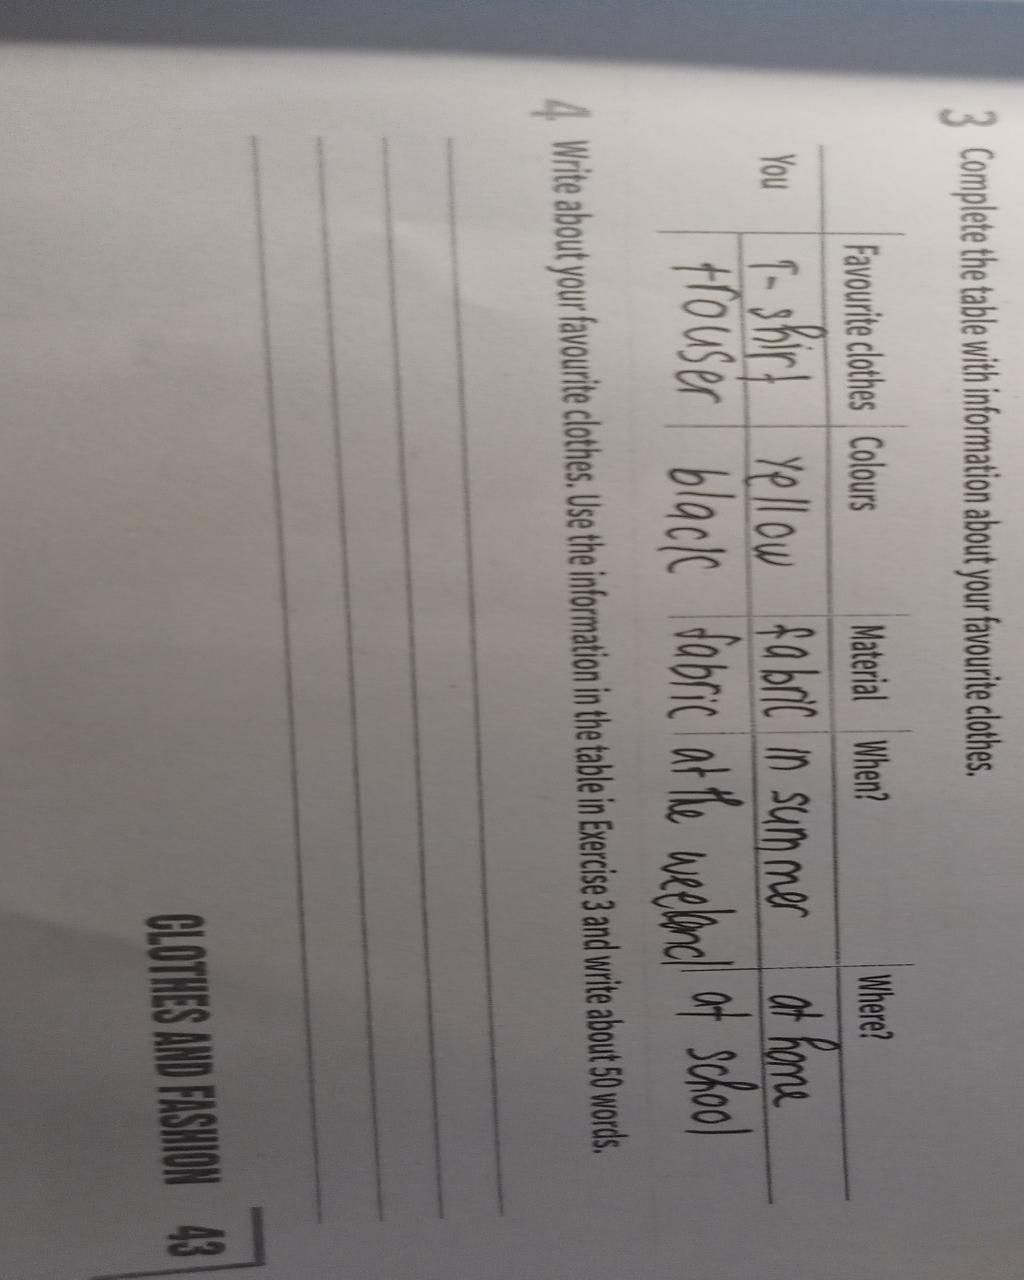 3 Complete the table with information about your favourite clothes.
Favourite clothes Colours Material When? Where?
You T-shirt yellow fabric in summer at home
trouser black fabric at the weekend at school
4 Write about your favourite clothes. Use the information in the table in Exercise 3 and write about 50 words.
CLOTHES AND FASHION 43